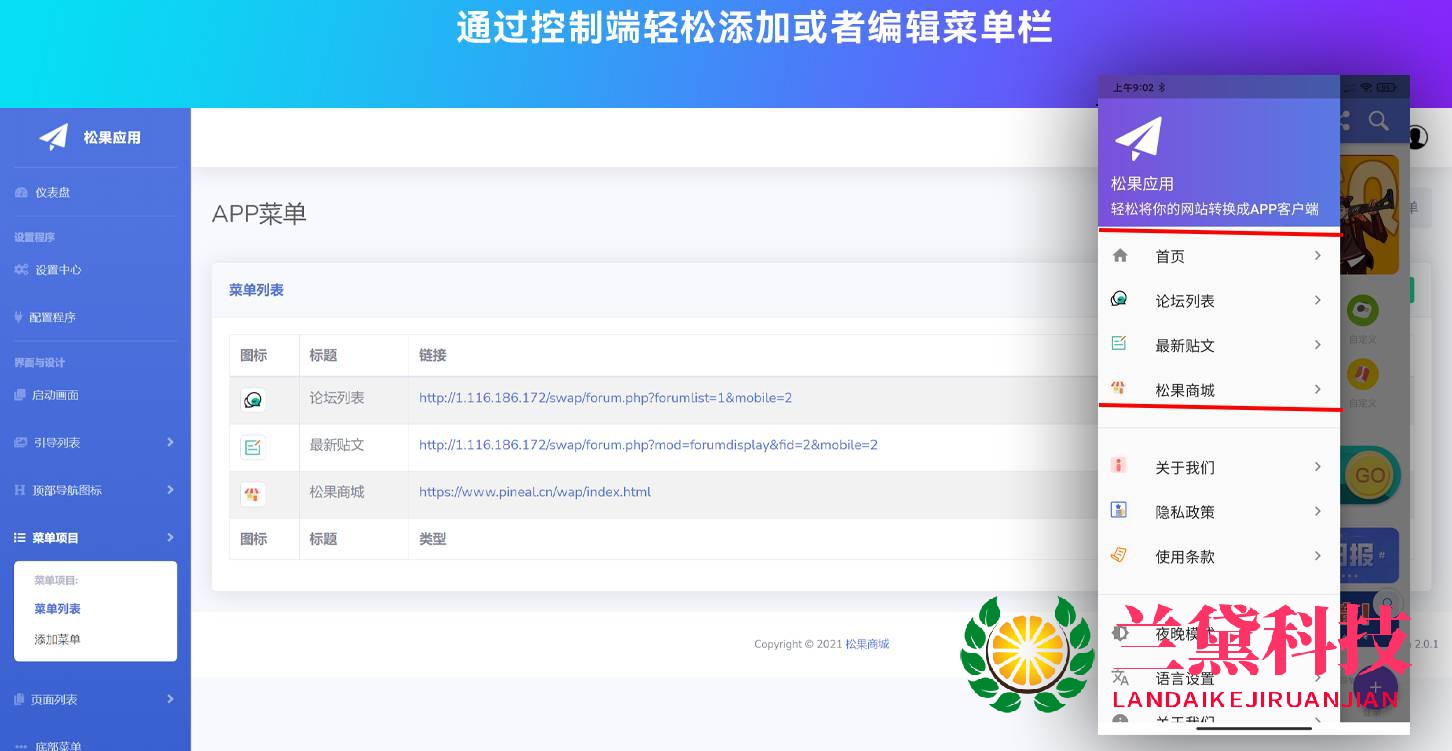 通过控制端轻松添加或者编辑菜单栏
松果应用
仪表盘
设置程序
设置中心
配置程序
界面与设计
启动画面
引导列表
顶部导航图标
菜单项目
菜单项目:
菜单列表
添加菜单
页面列表
底部菜单
APP菜单
菜单列表
图标 标题 链接
论坛列表 http://1.116.186.172/swap/forum.php?forumlist=1&mobile=2
最新贴文 http://1.116.186.172/swap/forum.php?mod=forumdisplay&fid=2&mobile=2
松果商城 https://www.pineal.cn/wap/index.html
图标 标题 类型
Copyright © 2021 松果商城
2.0.1
上午9:02
松果应用
轻松将你的网站转换成APP客户端
首页
论坛列表
最新贴文
松果商城
关于我们
隐私政策
使用条款
夜晚模式
语言设置
关于我们
单
自定义
自定义
GO
报 #
兰黛科技
LANDAIKEJIRUANJIAN